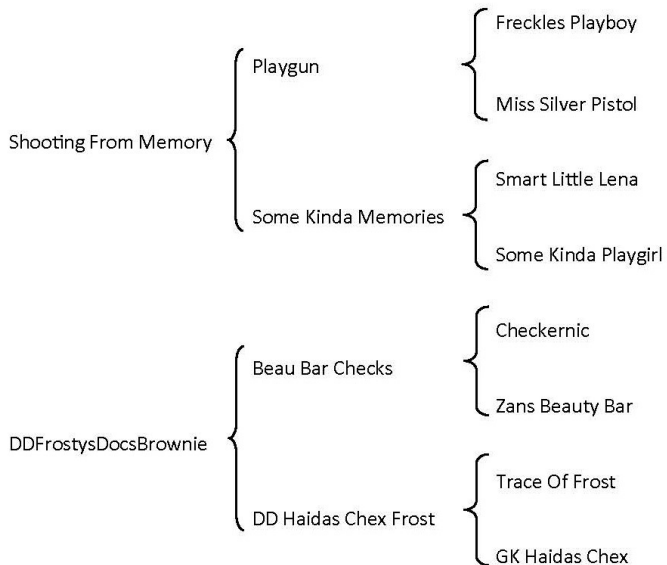 Freckles Playboy
Playgun
Miss Silver Pistol
Shooting From Memory
Smart Little Lena
Some Kinda Memories
Some Kinda Playgirl
Checkernic
Beau Bar Checks
Zans Beauty Bar
DDFrostysDocsBrownie
Trace Of Frost
DD Haidas Chex Frost
GK Haidas Chex